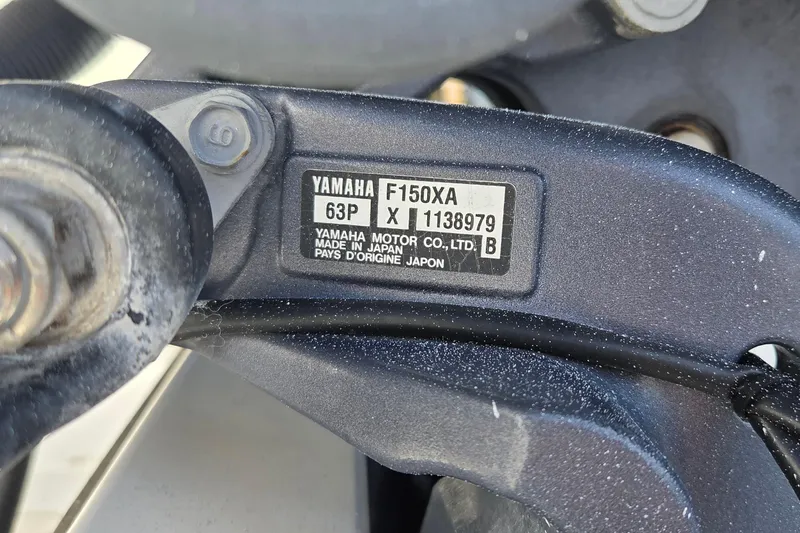 6
YAMAHA F150XA
63P X 1138979
YAMAHA MOTOR CO., LTD. B
MADE IN JAPAN
PAYS D'ORIGINE JAPON